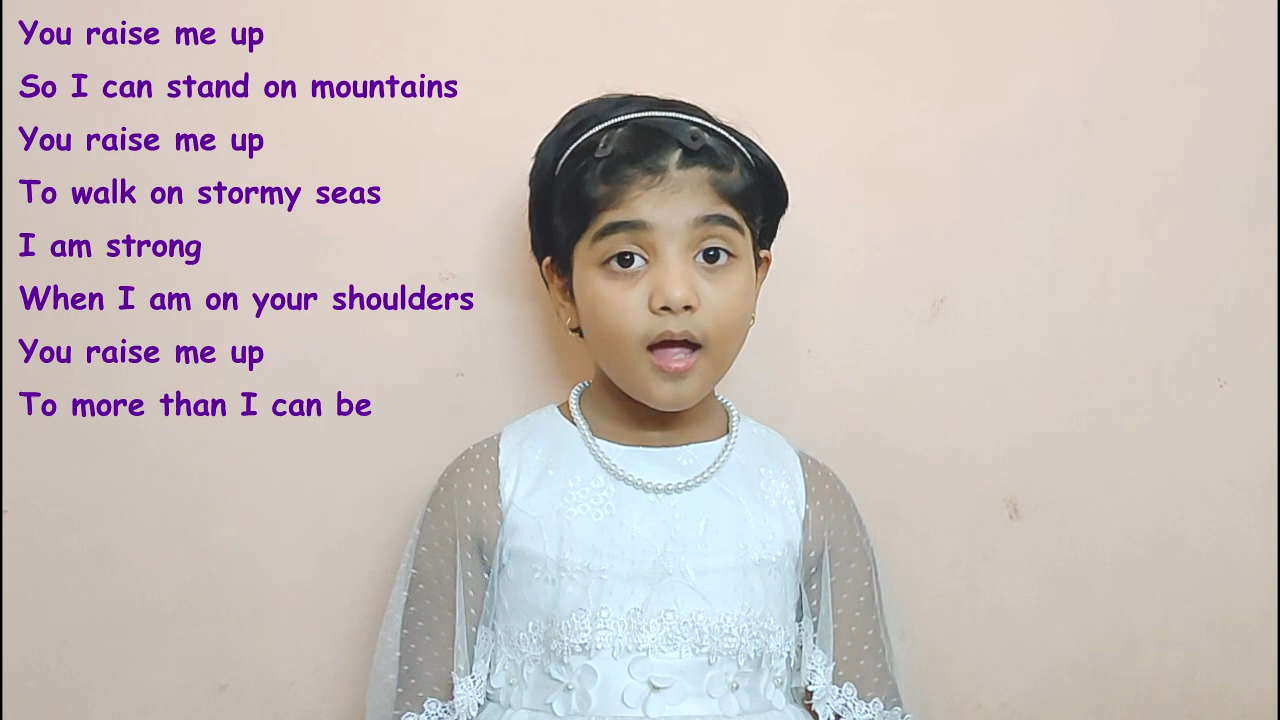 You raise me up
So I can stand on mountains
You raise me up
To walk on stormy seas
I am strong
When I am on your shoulders
You raise me up
To more than I can be